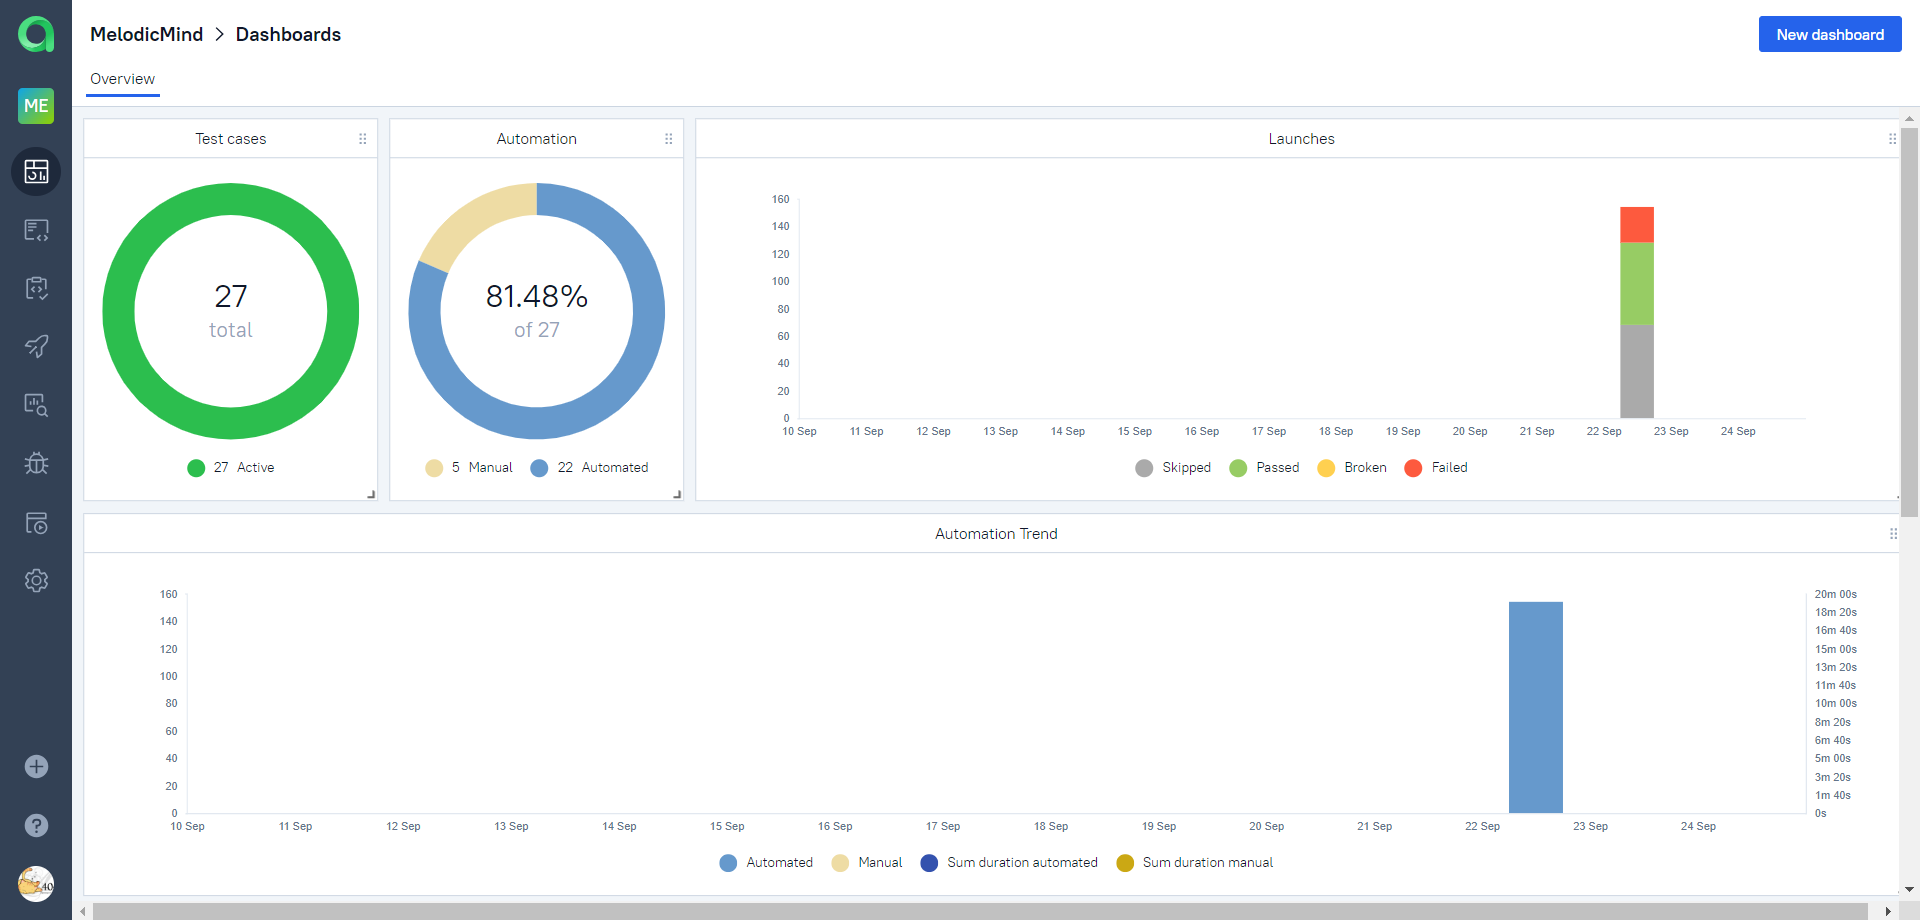 MelodicMind > Dashboards
New dashboard
Overview
ME
Test cases
27
total
27 Active
Automation
81.48%
of 27
5 Manual 22 Automated
Launches
160
140
120
100
80
60
40
20
0
10 Sep 11 Sep 12 Sep 13 Sep 14 Sep 15 Sep 16 Sep 17 Sep 18 Sep 19 Sep 20 Sep 21 Sep 22 Sep 23 Sep 24 Sep
Skipped Passed Broken Failed
Automation Trend
160
140
120
100
80
60
40
20
0
20m 00s
18m 20s
16m 40s
15m 00s
13m 20s
11m 40s
10m 00s
8m 20s
6m 40s
5m 00s
3m 20s
1m 40s
0s
10 Sep 11 Sep 12 Sep 13 Sep 14 Sep 15 Sep 16 Sep 17 Sep 18 Sep 19 Sep 20 Sep 21 Sep 22 Sep 23 Sep 24 Sep
Automated Manual Sum duration automated Sum duration manual
?
40